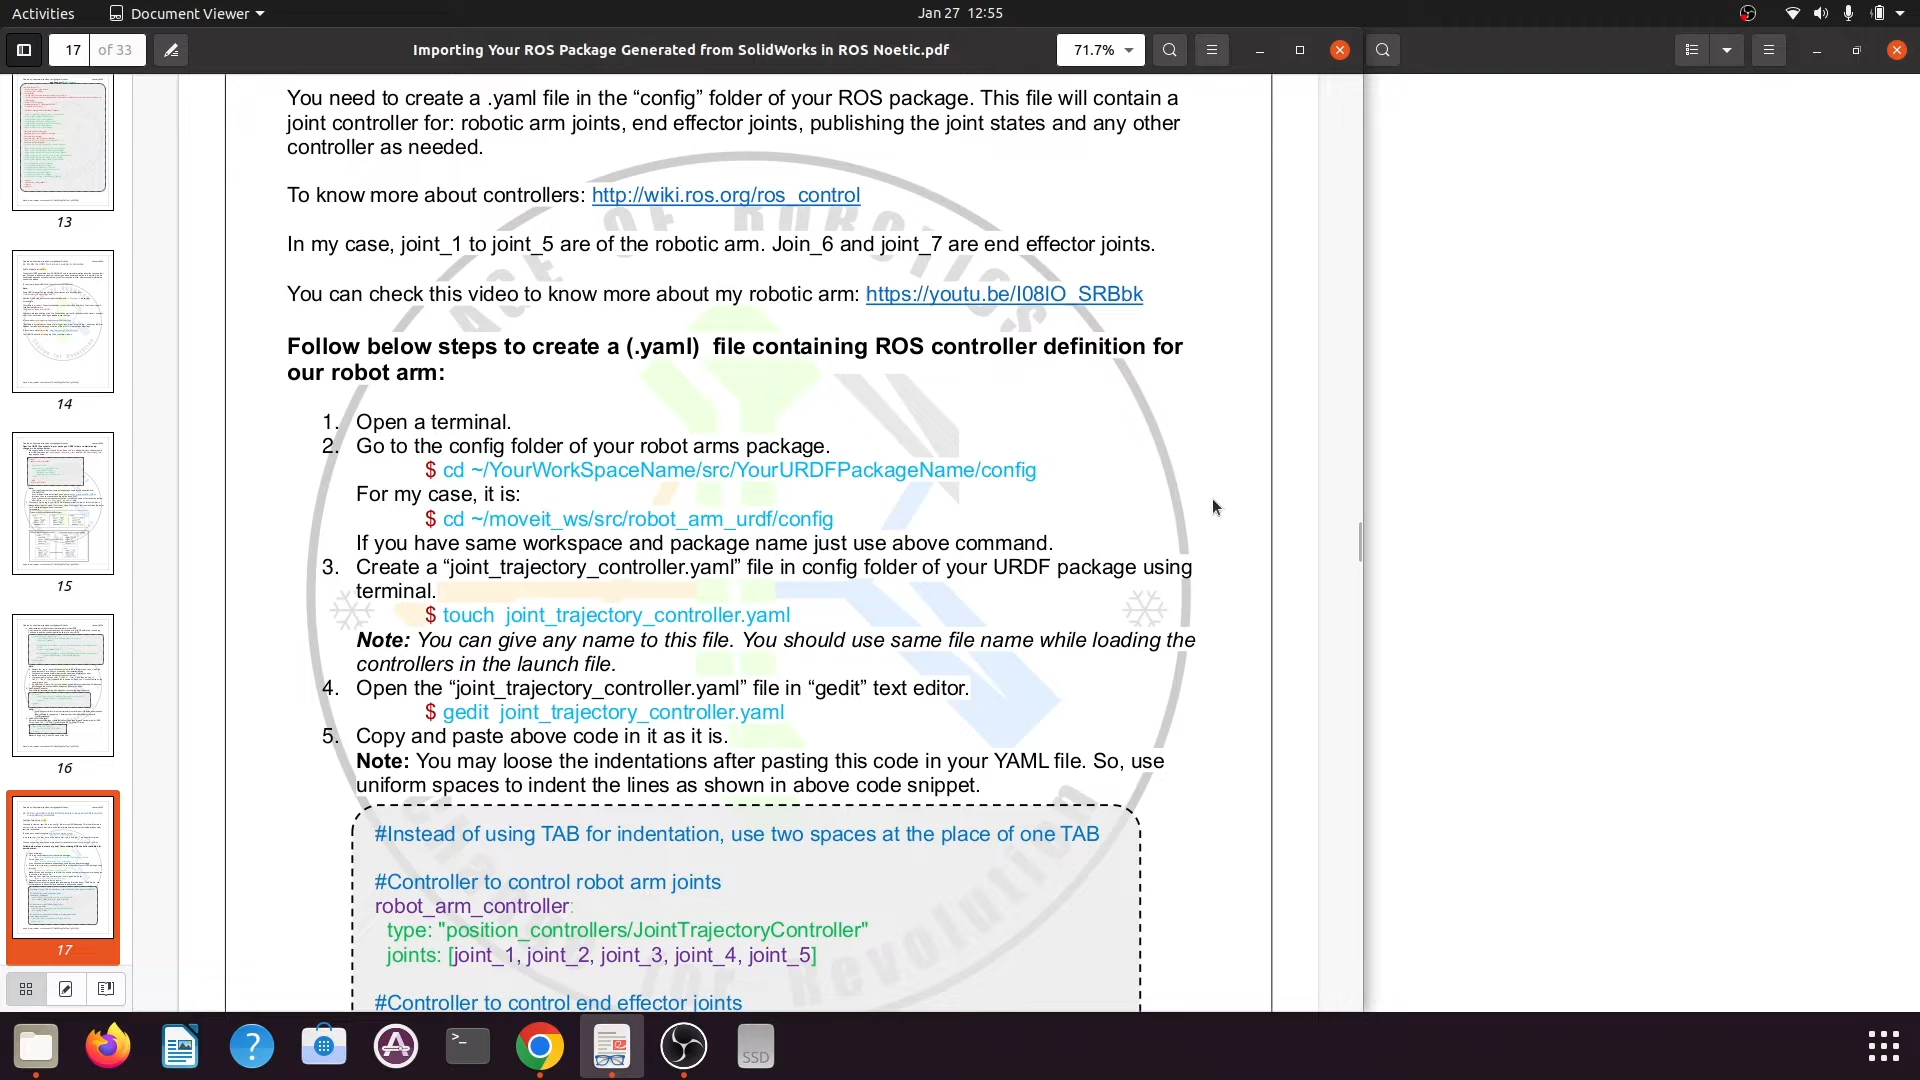 Activities
Document Viewer
Jan 27 12:55
17 of 33
Importing Your ROS Package Generated from SolidWorks in ROS Noetic.pdf
71.7%
13
14
15
16
17
You need to create a .yaml file in the “config” folder of your ROS package. This file will contain a
joint controller for: robotic arm joints, end effector joints, publishing the joint states and any other
controller as needed.
To know more about controllers: http://wiki.ros.org/ros_control
In my case, joint_1 to joint_5 are of the robotic arm. Join_6 and joint_7 are end effector joints.
You can check this video to know more about my robotic arm: https://youtu.be/I08lO_SRBbk
Follow below steps to create a (.yaml)  file containing ROS controller definition for
our robot arm:
1. Open a terminal.
2. Go to the config folder of your robot arms package.
$ cd ~/YourWorkSpaceName/src/YourURDFPackageName/config
For my case, it is:
$ cd ~/moveit_ws/src/robot_arm_urdf/config
If you have same workspace and package name just use above command.
3. Create a “joint_trajectory_controller.yaml” file in config folder of your URDF package using
terminal.
$ touch  joint_trajectory_controller.yaml
Note: You can give any name to this file. You should use same file name while loading the
controllers in the launch file.
4. Open the “joint_trajectory_controller.yaml” file in “gedit” text editor.
$ gedit  joint_trajectory_controller.yaml
5. Copy and paste above code in it as it is.
Note: You may loose the indentations after pasting this code in your YAML file. So, use
uniform spaces to indent the lines as shown in above code snippet.
#Instead of using TAB for indentation, use two spaces at the place of one TAB
#Controller to control robot arm joints
robot_arm_controller:
type: "position_controllers/JointTrajectoryController"
joints: [joint_1, joint_2, joint_3, joint_4, joint_5]
#Controller to control end effector joints
SSD